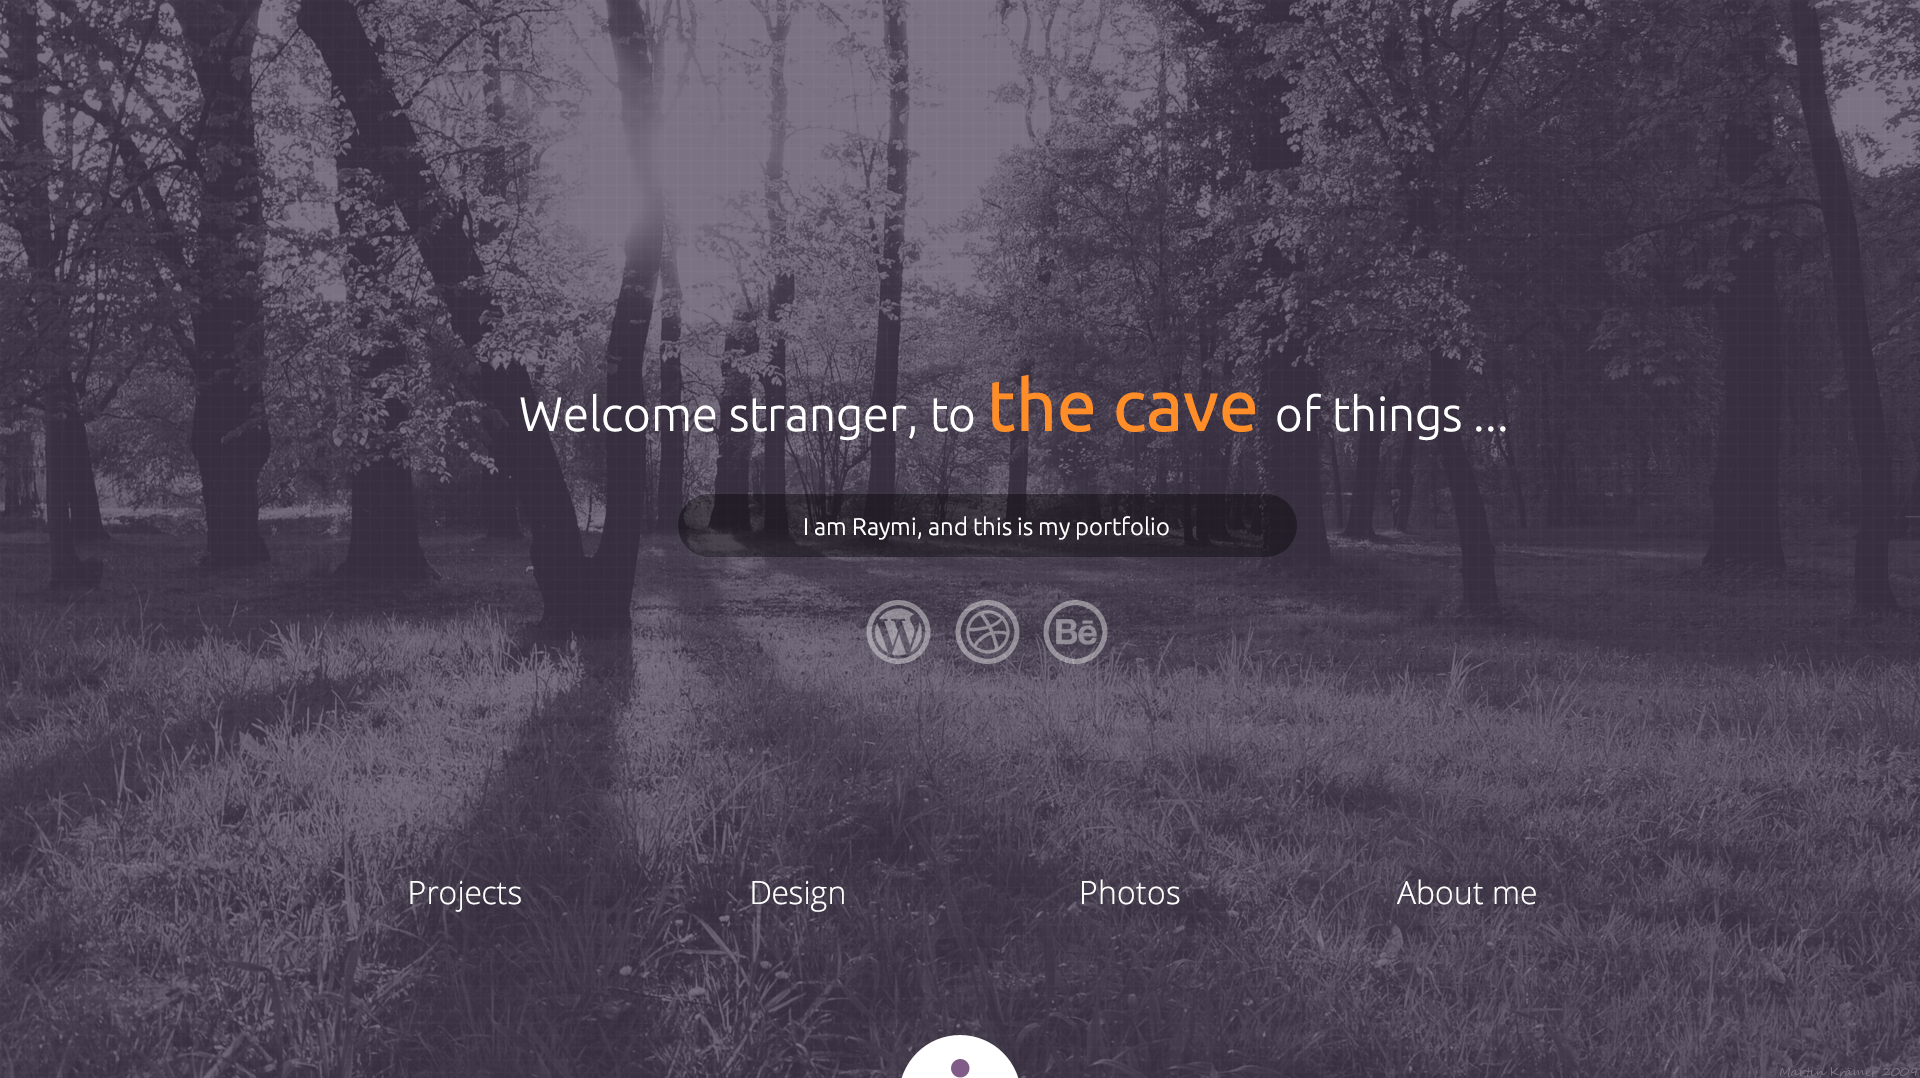 Welcome stranger, to the cave of things ...
I am Raymi, and this is my portfolio
Bē
Projects
Design
Photos
About me
Martin Krämer 2009